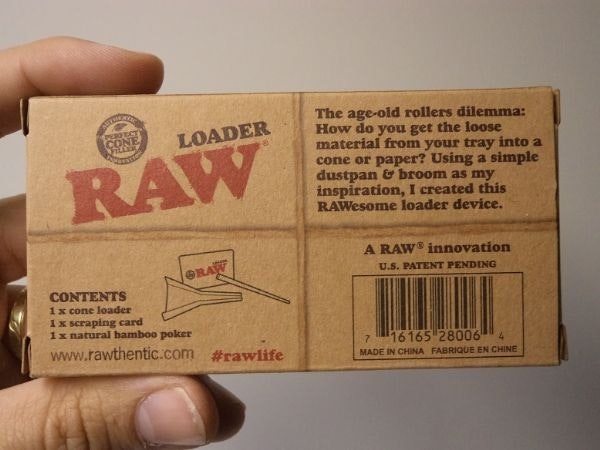 AUTHENTIC
PERFECT
CONE
FILLER
LOADER
RAW®
The age-old rollers dilemma:
How do you get the loose
material from your tray into a
cone or paper? Using a simple
dustpan & broom as my
inspiration, I created this
RAWesome loader device.
A RAW® innovation
U.S. PATENT PENDING
RAW
CONTENTS
1 x cone loader
1 x scraping card
1 x natural bamboo poker
www.rawthentic.com #rawlife
7 16165 28006 4
MADE IN CHINA FABRIQUÉ EN CHINE